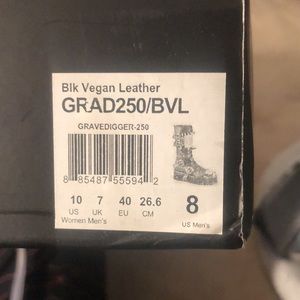 Blk Vegan Leather
GRAD250/BVL
GRAVEDIGGER-250
8 85487 55594 2
10 7 40 26.6 8
US UK EU CM US Men's
Women Men's